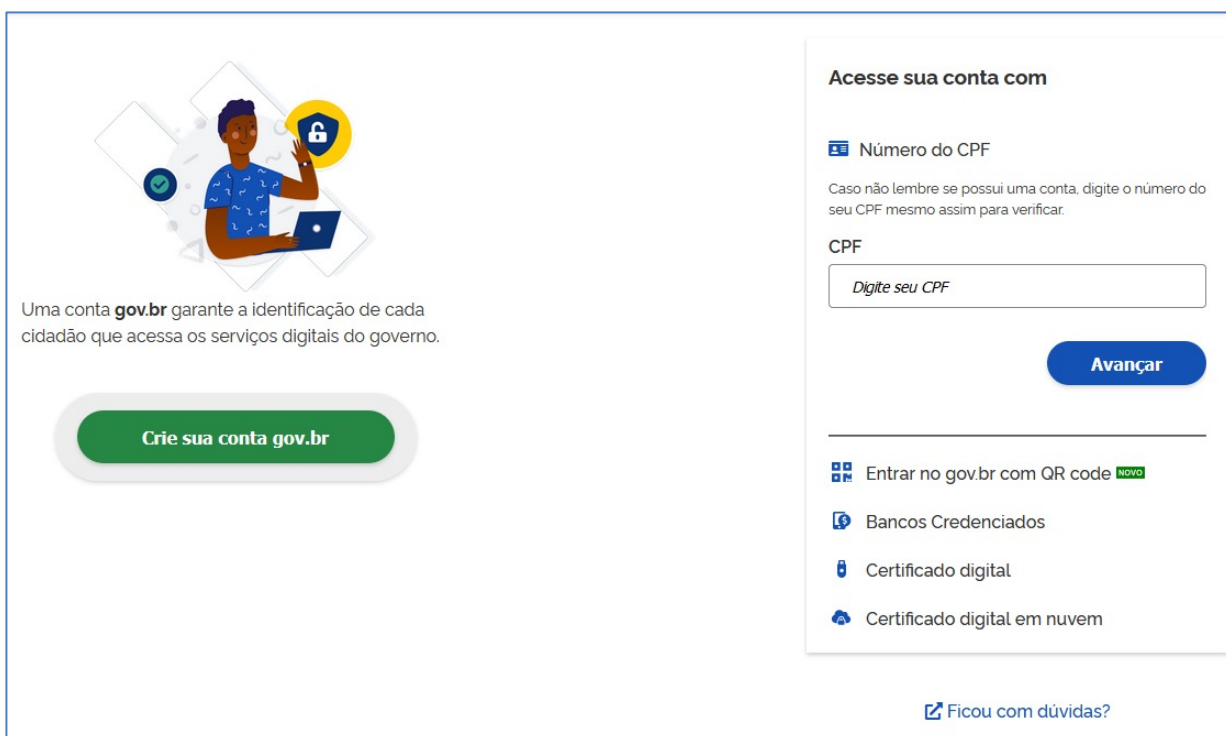 Uma conta gov.br garante a identificação de cada
cidadão que acessa os serviços digitais do governo.
Crie sua conta gov.br
Acesse sua conta com
Número do CPF
Caso não lembre se possui uma conta, digite o número do
seu CPF mesmo assim para verificar.
CPF
Digite seu CPF
Avançar
Entrar no gov.br com QR code NOVO
Bancos Credenciados
Certificado digital
Certificado digital em nuvem
Ficou com dúvidas?